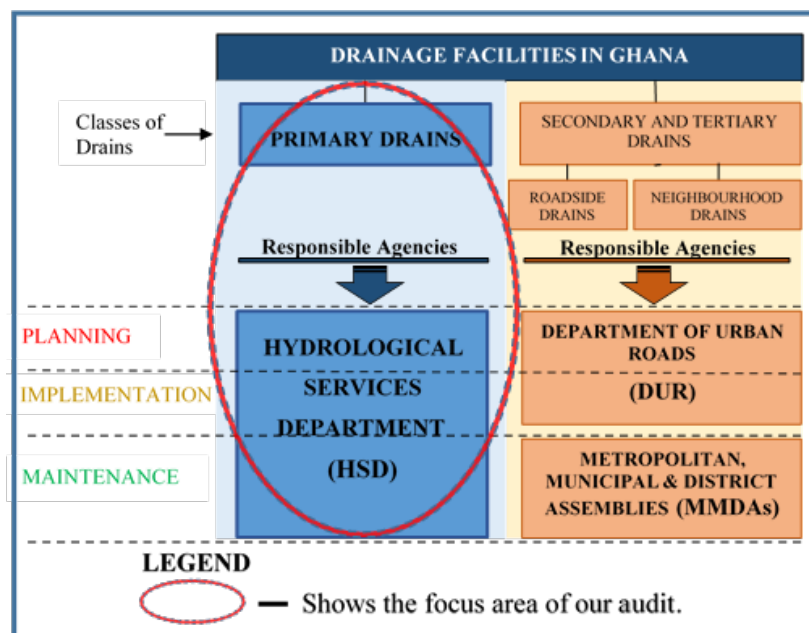 DRAINAGE FACILITIES IN GHANA
Classes of
Drains
PRIMARY DRAINS
SECONDARY AND TERTIARY
DRAINS
ROADSIDE
DRAINS
NEIGHBOURHOOD
DRAINS
Responsible Agencies
Responsible Agencies
PLANNING
IMPLEMENTATION
MAINTENANCE
HYDROLOGICAL
SERVICES
DEPARTMENT
(HSD)
DEPARTMENT OF URBAN
ROADS
(DUR)
METROPOLITAN,
MUNICIPAL & DISTRICT
ASSEMBLIES (MMDAs)
LEGEND
Shows the focus area of our audit.